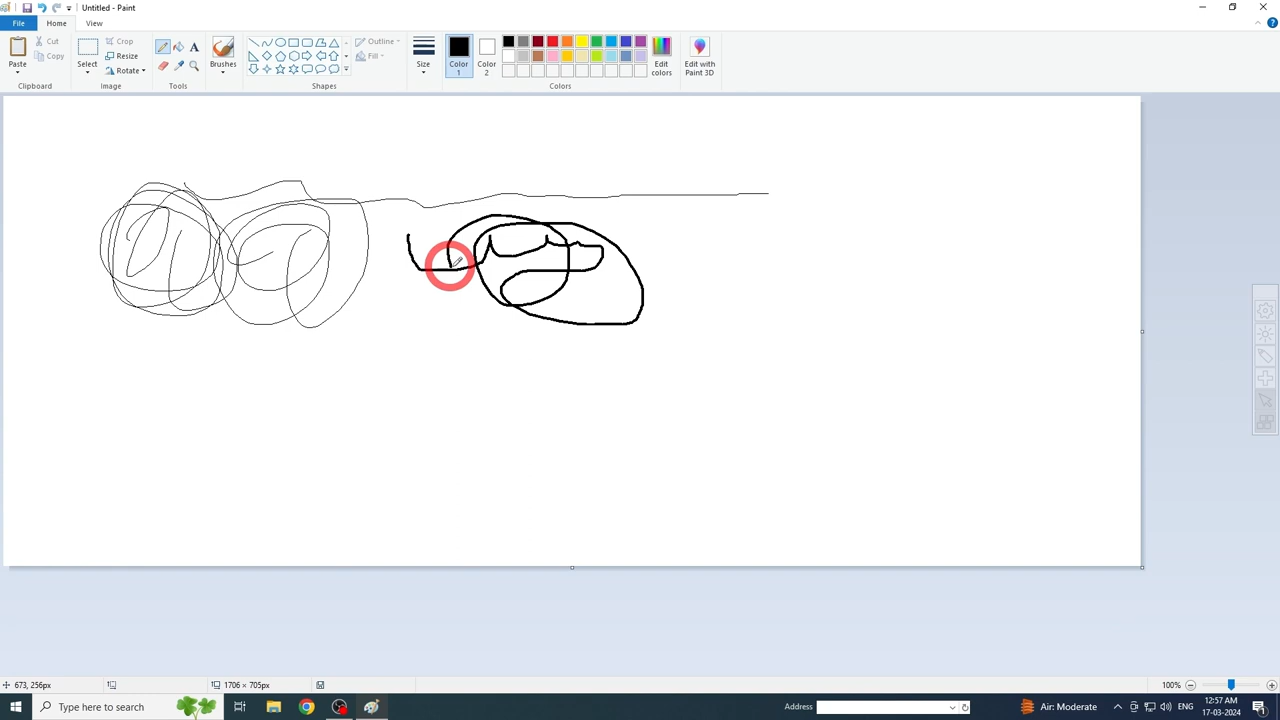 Untitled - Paint
File
Home
View
Paste
Cut
Copy
Clipboard
Select
Crop
Resize
Rotate
Image
A
Tools
Brushes
Outline
Fill
Shapes
Size
Color
1
Color
2
Edit
colors
Colors
Edit with
Paint 3D
673, 256px
1706 × 705px
100%
Type here to search
Address
Air: Moderate
ENG
12:57 AM
17-03-2024